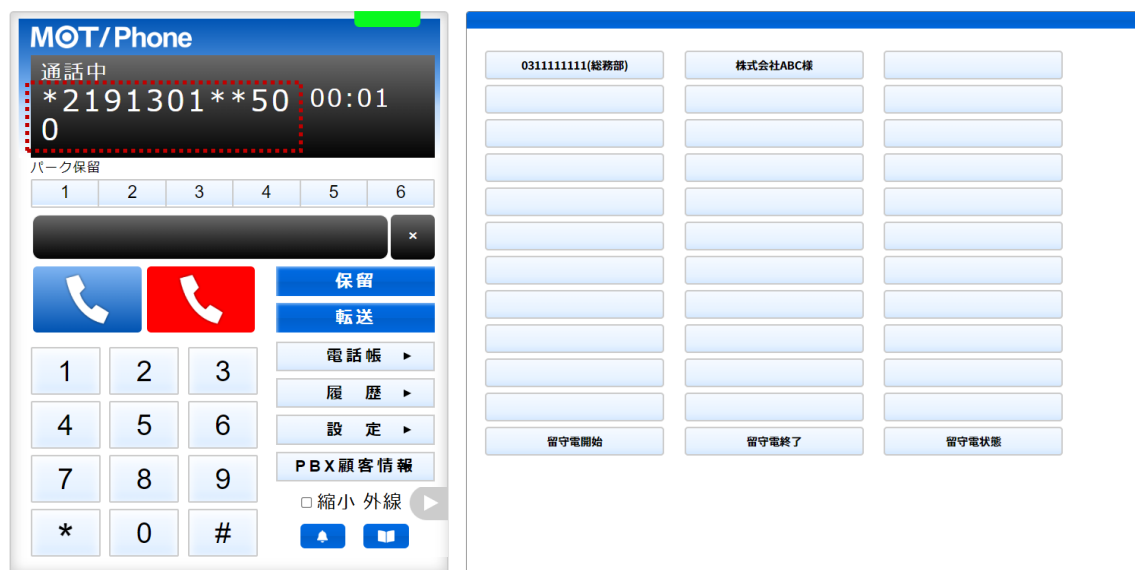 MOT/Phone
通話中
*2191301**50 00:01
0
パーク保留
1 2 3 4 5 6
×
保留
転送
1 2 3
電話帳 ►
履 歴 ►
4 5 6
設 定 ►
7 8 9
PBX顧客情報
縮小 外線
* 0 #
0311111111(総務部) 株式会社ABC様
留守電開始 留守電終了 留守電状態